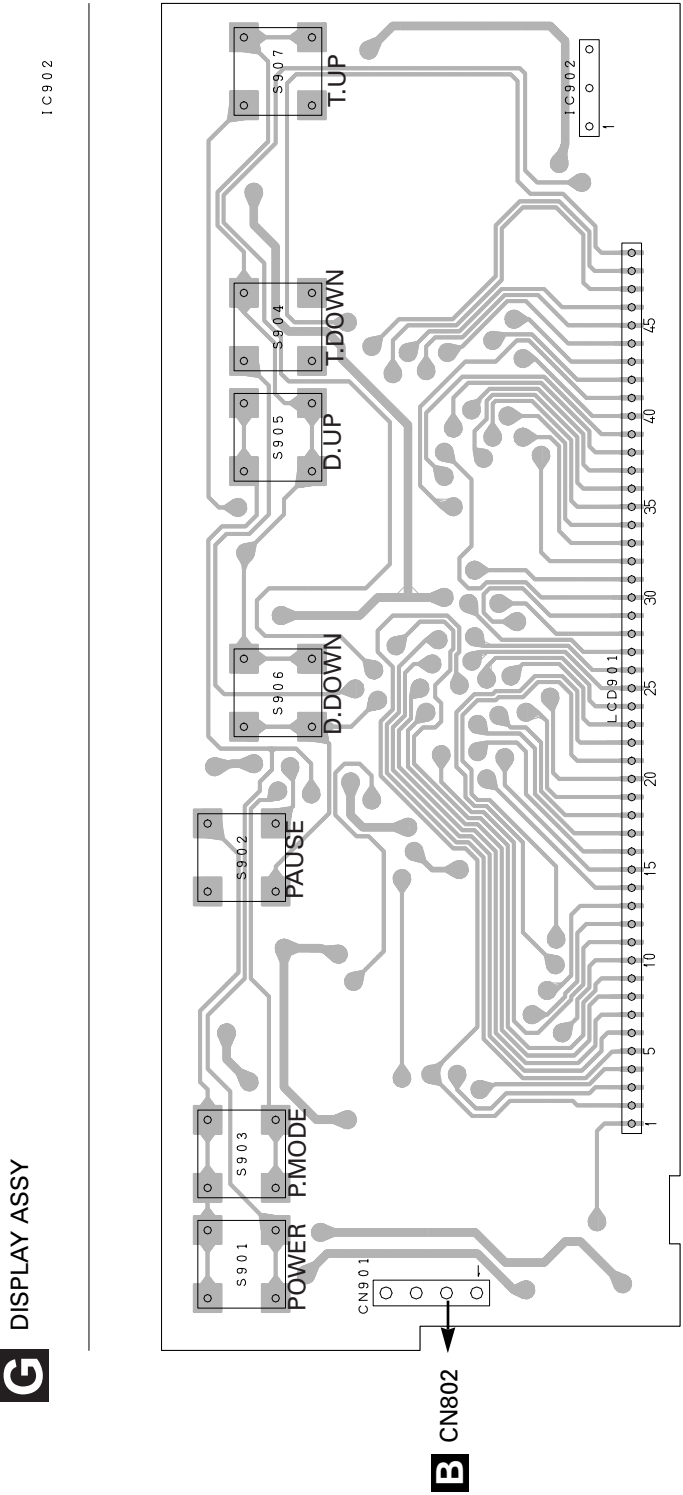 G DISPLAY ASSY
IC902
S901
POWER
S903
P.MODE
S902
PAUSE
S906
D.DOWN
S905
D.UP
S904
T.DOWN
S907
T.UP
CN901
1
B CN802
IC902
1
LCD901
1 5 10 15 20 25 30 35 40 45